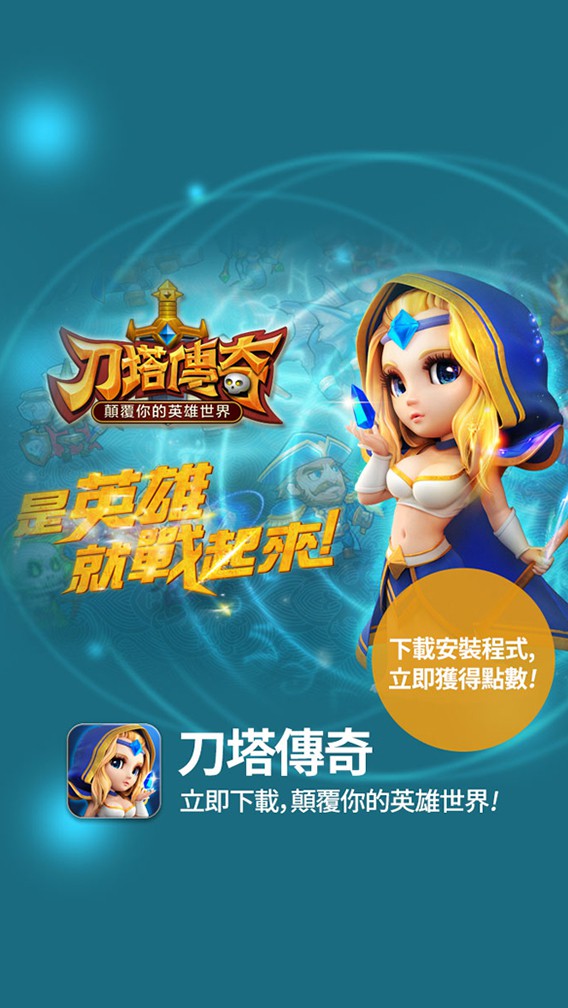 刀塔傳奇
顛覆你的英雄世界
是英雄
就戰起來!
下載安裝程式,
立即獲得點數!
刀塔傳奇
立即下載,顛覆你的英雄世界!